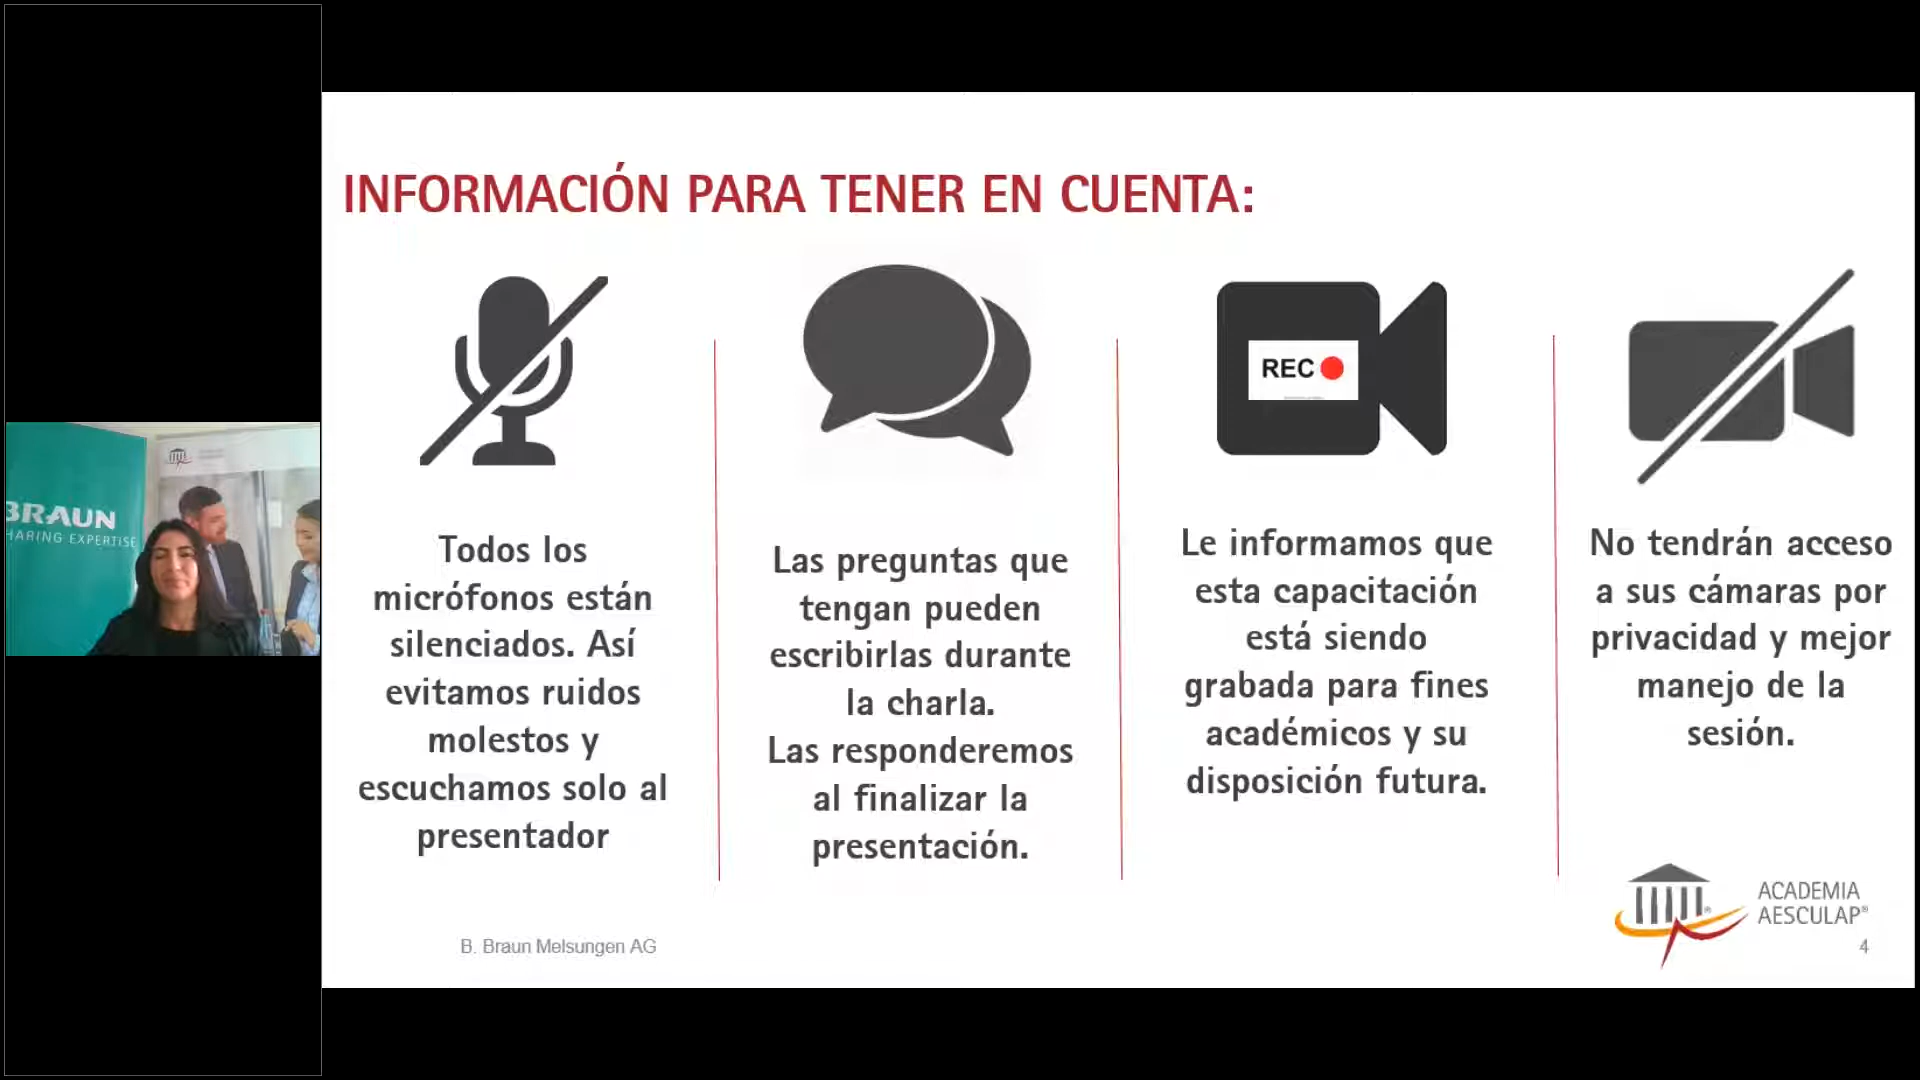 INFORMACIÓN PARA TENER EN CUENTA:
Todos los
micrófonos están
silenciados. Así
evitamos ruidos
molestos y
escuchamos solo al
presentador
Las preguntas que
tengan pueden
escribirlas durante
la charla.
Las responderemos
al finalizar la
presentación.
REC
Le informamos que
esta capacitación
está siendo
grabada para fines
académicos y su
disposición futura.
No tendrán acceso
a sus cámaras por
privacidad y mejor
manejo de la
sesión.
BRAUN
HARING EXPERTISE
B. Braun Melsungen AG
ACADEMIA
AESCULAP®
4